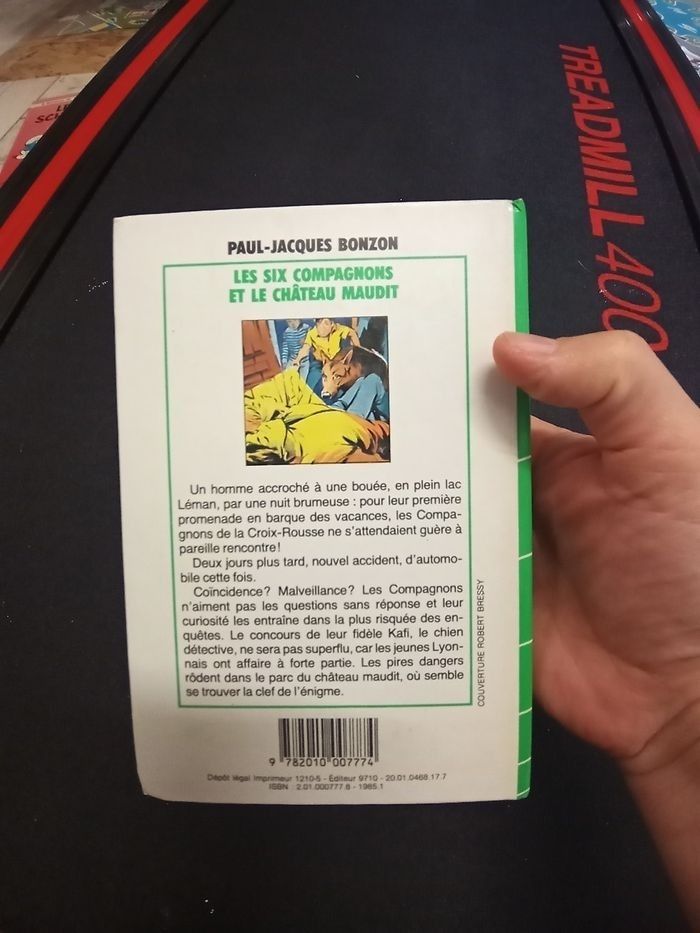 TREADMILL 400
PAUL-JACQUES BONZON
LES SIX COMPAGNONS
ET LE CHÂTEAU MAUDIT
Un homme accroché à une bouée, en plein lac
Léman, par une nuit brumeuse : pour leur première
promenade en barque des vacances, les Compa-
gnons de la Croix-Rousse ne s'attendaient guère à
pareille rencontre!
Deux jours plus tard, nouvel accident, d'automo-
bile cette fois.
Coïncidence? Malveillance? Les Compagnons
n'aiment pas les questions sans réponse et leur
curiosité les entraîne dans la plus risquée des en-
quêtes. Le concours de leur fidèle Kafi, le chien
détective, ne sera pas superflu, car les jeunes Lyon-
nais ont affaire à forte partie. Les pires dangers
rôdent dans le parc du château maudit, où semble
se trouver la clef de l'énigme.
COUVERTURE ROBERT BRESSY
9 782010 007774
Dépôt légal Imprimeur 1210-5 - Éditeur 9710 - 20.01.0468.17.7
ISBN : 2.01.000777.8 - 1985.1